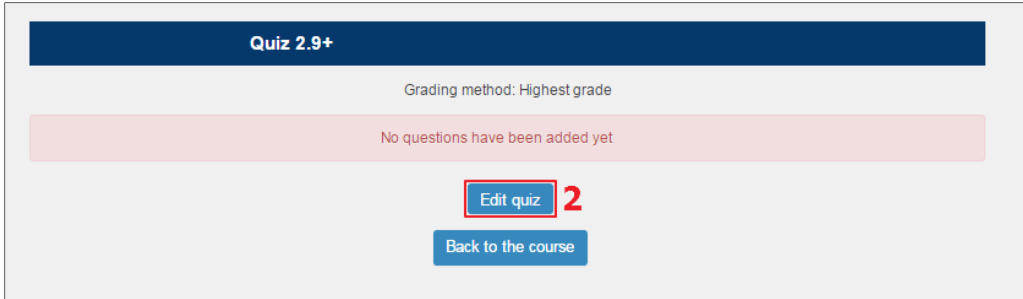 Quiz 2.9+
Grading method: Highest grade
No questions have been added yet
Edit quiz 2
Back to the course